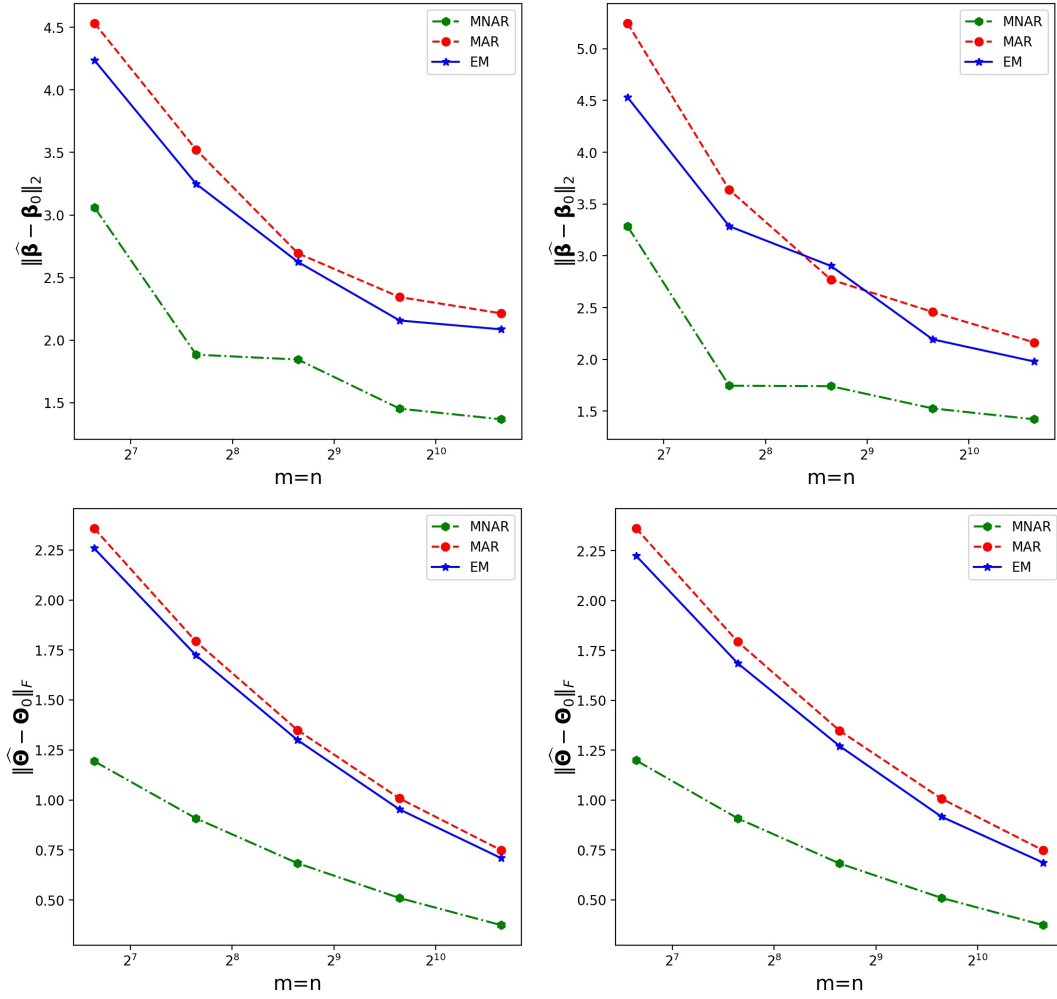 4.5
4.0
3.5
3.0
2.5
2.0
1.5
‖β̂ − β₀‖₂
2⁷ 2⁸ 2⁹ 2¹⁰
m=n
MNAR
MAR
EM
5.0
4.5
4.0
3.5
3.0
2.5
2.0
1.5
‖β̂ − β₀‖₂
2⁷ 2⁸ 2⁹ 2¹⁰
m=n
MNAR
MAR
EM
2.25
2.00
1.75
1.50
1.25
1.00
0.75
0.50
‖Θ̂ − Θ₀‖_F
2⁷ 2⁸ 2⁹ 2¹⁰
m=n
MNAR
MAR
EM
2.25
2.00
1.75
1.50
1.25
1.00
0.75
0.50
‖Θ̂ − Θ₀‖_F
2⁷ 2⁸ 2⁹ 2¹⁰
m=n
MNAR
MAR
EM